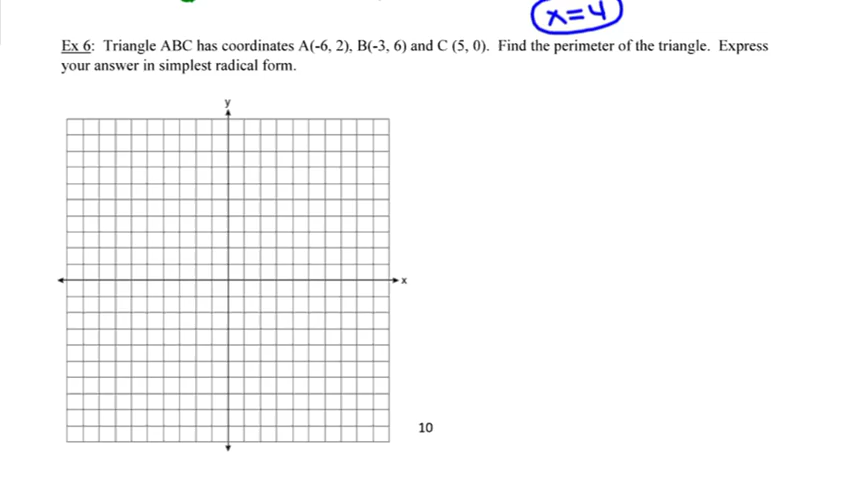 x=4
Ex 6: Triangle ABC has coordinates A(-6, 2), B(-3, 6) and C (5, 0). Find the perimeter of the triangle. Express
your answer in simplest radical form.
y
x
10